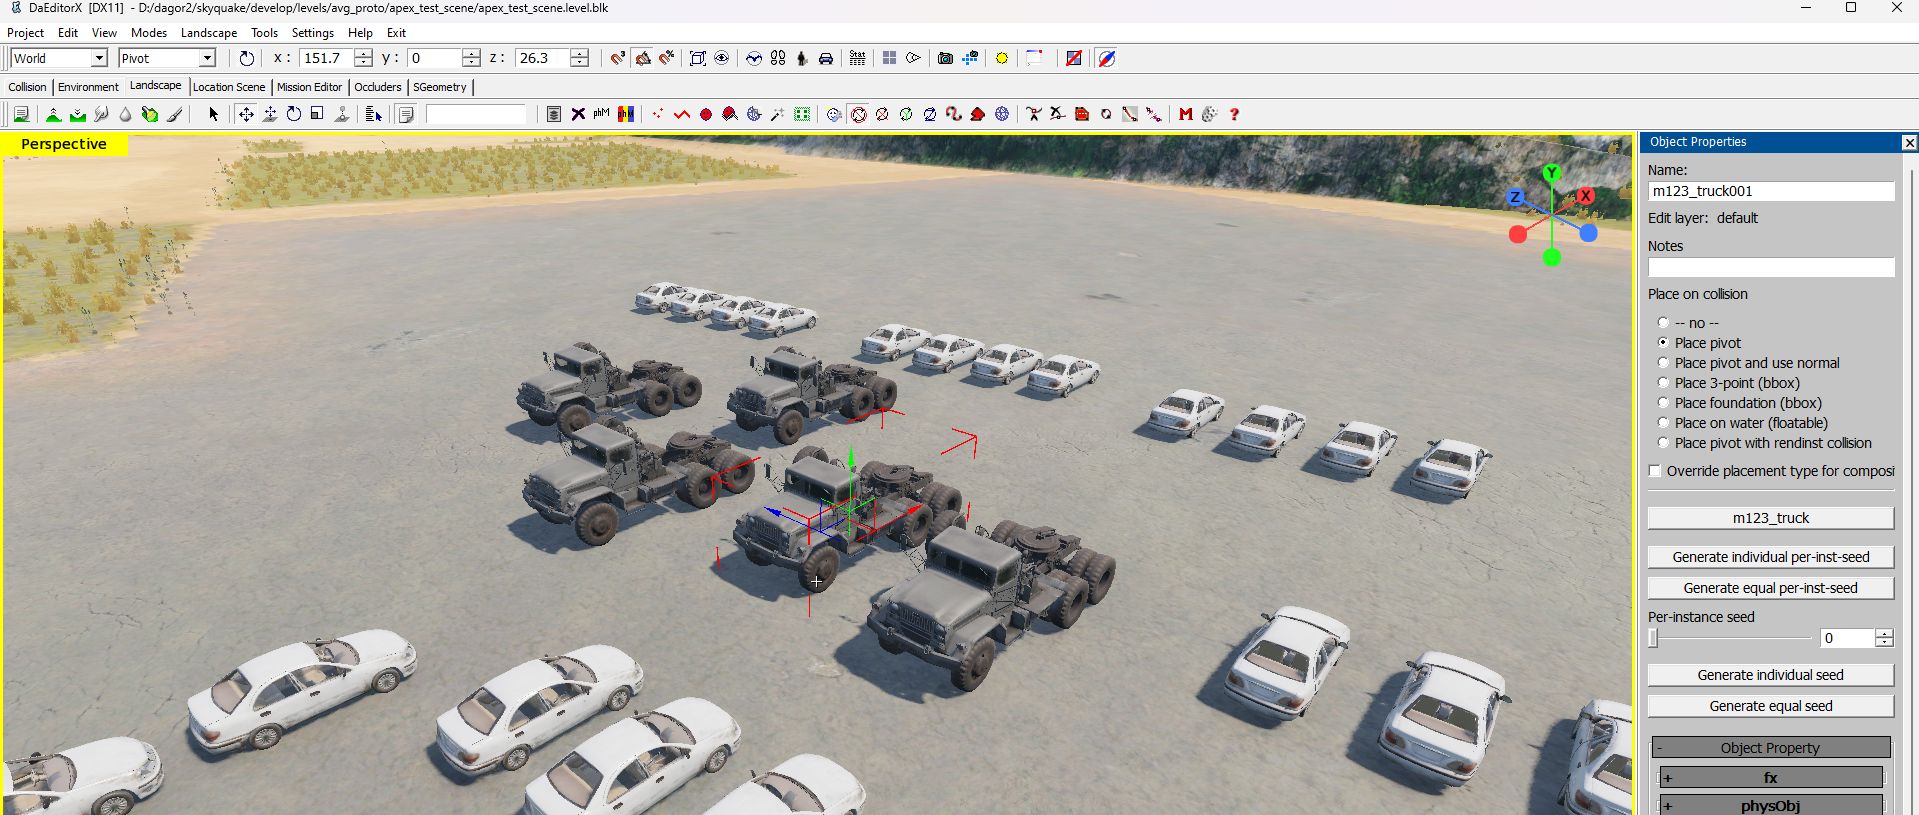 DaEditorX [DX11] - D:/dagor2/skyquake/develop/levels/avg_proto/apex_test_scene/apex_test_scene.level.blk
Project Edit View Modes Landscape Tools Settings Help Exit
World Pivot x : 151.7 y : 0 z : 26.3 3 % Stat
Collision Environment Landscape Location Scene Mission Editor Occluders SGeometry
phM phM M ?
Perspective
Y
Z X
Object Properties
Name:
m123_truck001
Edit layer: default
Notes
Place on collision
-- no --
Place pivot
Place pivot and use normal
Place 3-point (bbox)
Place foundation (bbox)
Place on water (floatable)
Place pivot with rendinst collision
Override placement type for composi
m123_truck
Generate individual per-inst-seed
Generate equal per-inst-seed
Per-instance seed
0
Generate individual seed
Generate equal seed
- Object Property
+ fx
+ physObj